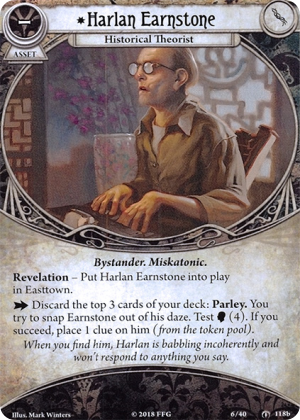 Harlan Earnstone
Historical Theorist
ASSET
Bystander. Miskatonic.
Revelation – Put Harlan Earnstone into play
in Easttown.
Discard the top 3 cards of your deck: Parley. You
try to snap Earnstone out of his daze. Test (4). If you
succeed, place 1 clue on him (from the token pool).
When you find him, Harlan is babbling incoherently and
won't respond to anything you say.
Illus. Mark Winters
© 2018 FFG
6/40
118b